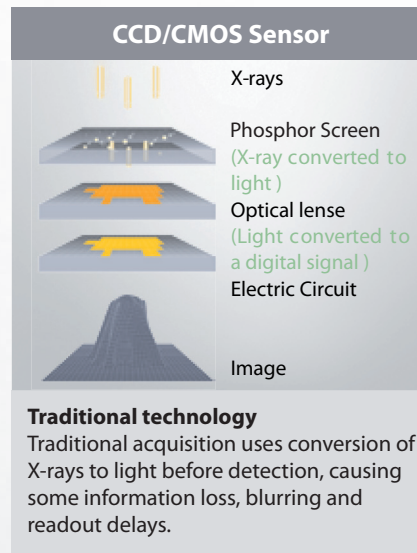 CCD/CMOS Sensor
X-rays
Phosphor Screen
(X-ray converted to
light )
Optical lense
(Light converted to
a digital signal )
Electric Circuit
Image
Traditional technology
Traditional acquisition uses conversion of
X-rays to light before detection, causing
some information loss, blurring and
readout delays.